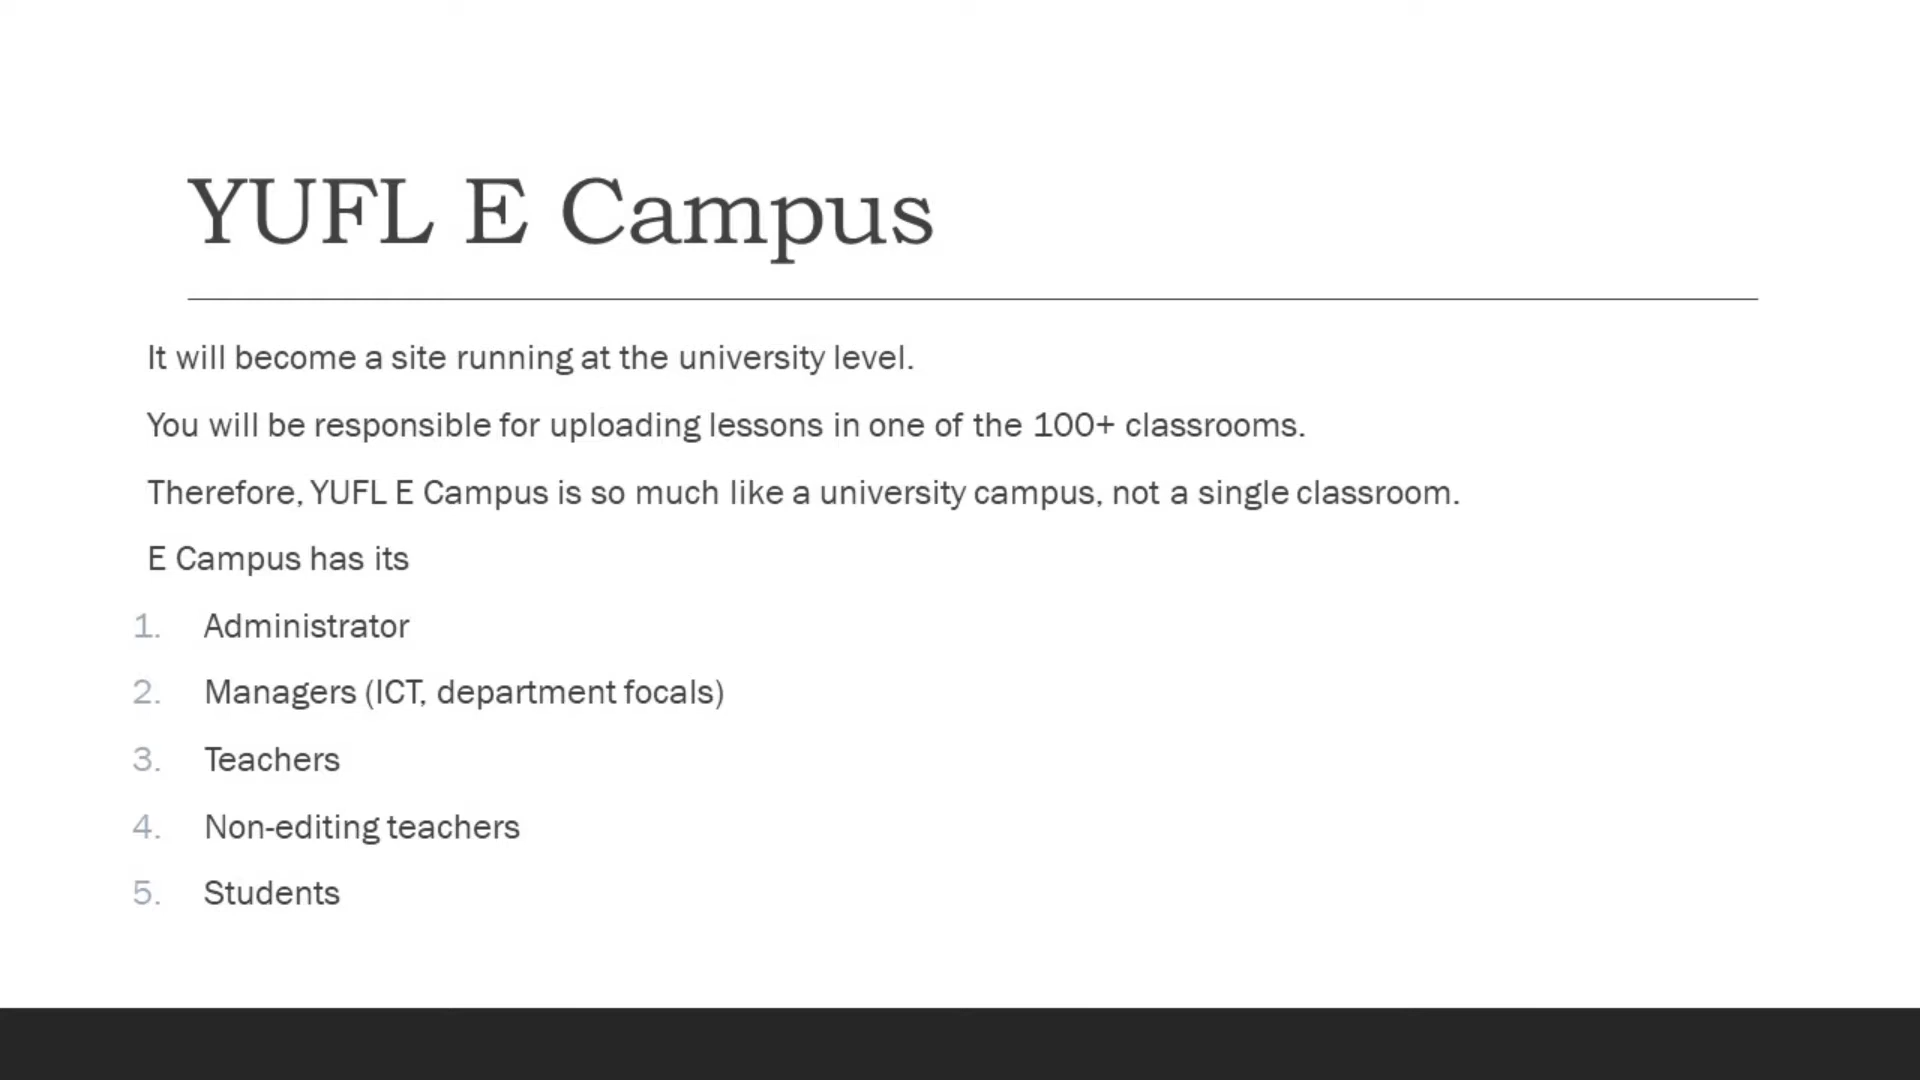 YUFL E Campus
It will become a site running at the university level.
You will be responsible for uploading lessons in one of the 100+ classrooms.
Therefore, YUFL E Campus is so much like a university campus, not a single classroom.
E Campus has its
1. Administrator
2. Managers (ICT, department focals)
3. Teachers
4. Non-editing teachers
5. Students